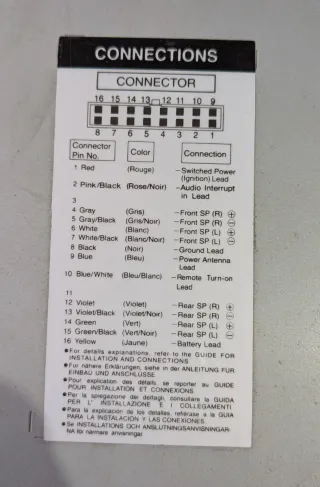 CONNECTIONS
CONNECTOR
16 15 14 13 12 11 10 9
8 7 6 5 4 3 2 1
Connector Pin No. Color Connection
1 Red (Rouge) –Switched Power (Ignition) Lead
2 Pink/Black (Rose/Noir) –Audio Interrupt in Lead
3
4 Gray (Gris) –Front SP (R) ⊕
5 Gray/Black (Gris/Noir) –Front SP (R) ⊖
6 White (Blanc) –Front SP (L) ⊕
7 White/Black (Blanc/Noir) –Front SP (L) ⊖
8 Black (Noir) –Ground Lead
9 Blue (Bleu) –Power Antenna Lead
10 Blue/White (Bleu/Blanc) –Remote Turn-on Lead
11
12 Violet (Violet) –Rear SP (R) ⊕
13 Violet/Black (Violet/Noir) –Rear SP (R) ⊖
14 Green (Vert) –Rear SP (L) ⊕
15 Green/Black (Vert/Noir) –Rear SP (L) ⊖
16 Yellow (Jaune) –Battery Lead
●For details explanations, refer to the GUIDE FOR
INSTALLATION AND CONNECTIONS
●Für nähere Erklärungen, siehe in der ANLEITUNG FÜR
EINBAU UND ANSCHLÜSSE.
●Pour explication des détails se reporter au GUIDE
POUR INSTALLATION ET CONNEXIONS.
●Per la spiegazione dei dettagli, consultare la GUIDA
PER L' INSTALLAZIONE E I COLLEGAMENTI
●Para la explicación de los detalles, refiérase a la GUIA
PARA LA INSTALACION Y LAS CONEXIONES.
●Se INSTALLATIONS OCH ANSLUTNINGSANVISNINGAR-
NA för närmare anvisningar.